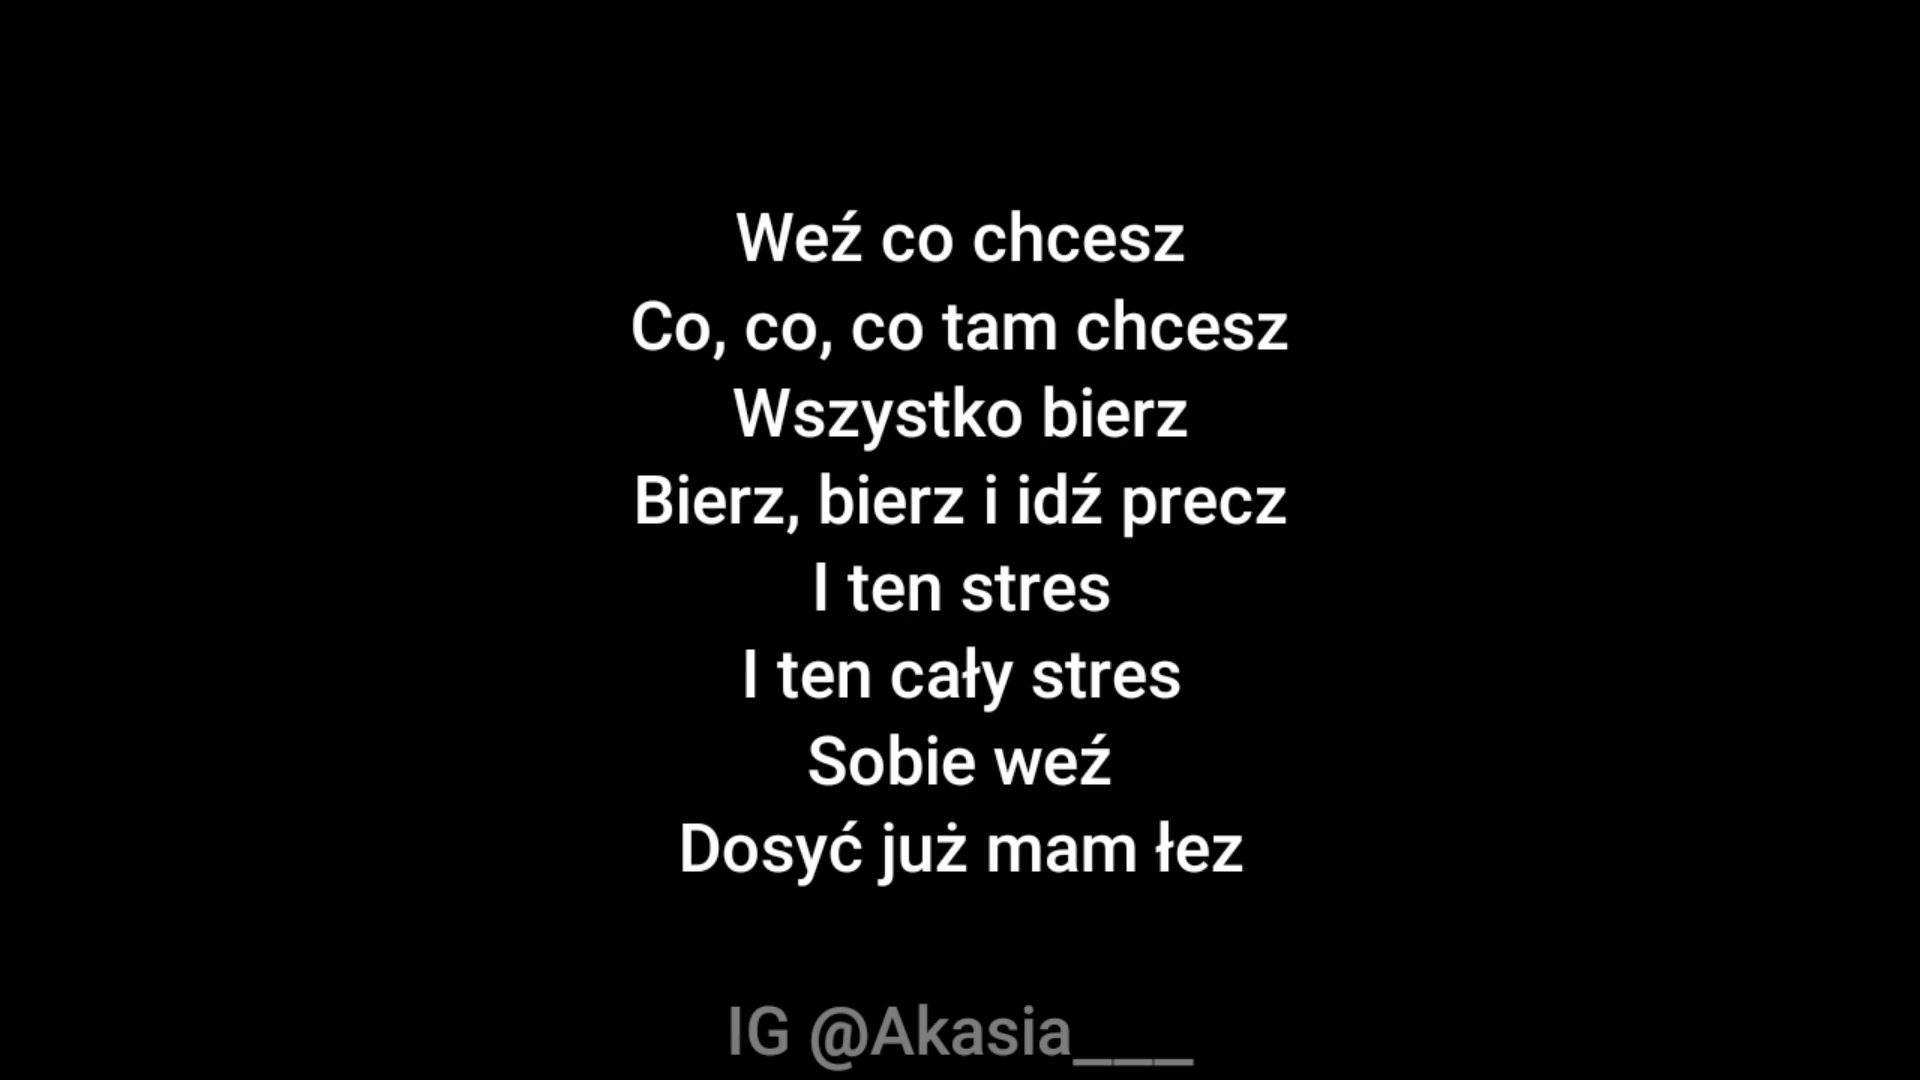 Weź co chcesz
Co, co, co tam chcesz
Wszystko bierz
Bierz, bierz i idź precz
I ten stres
I ten cały stres
Sobie weź
Dosyć już mam łez
IG @Akasia___